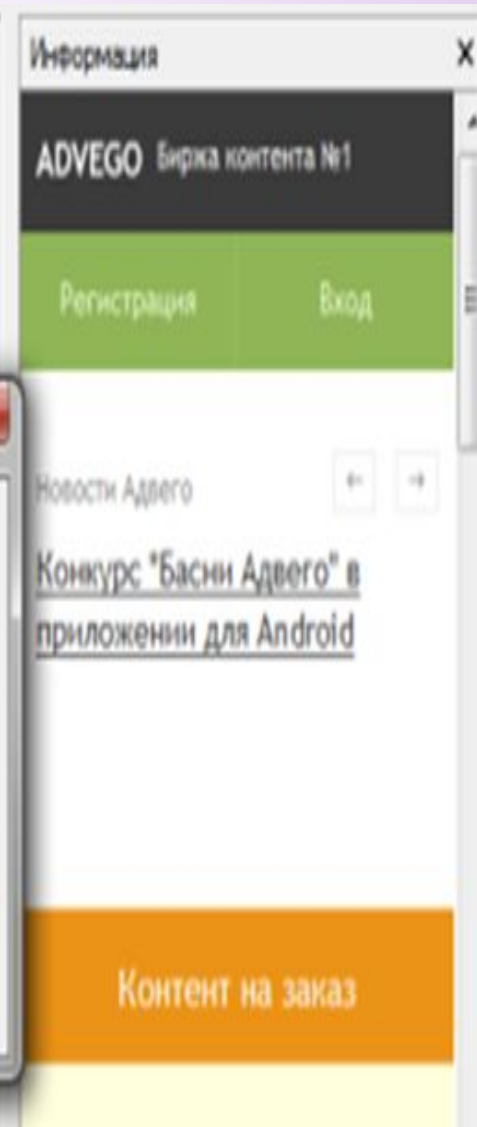 Информация
ADVEGO Биржа контента №1
Регистрация Вход
Новости Адвего
Конкурс "Басни Адвего" в
приложении для Android
Контент на заказ